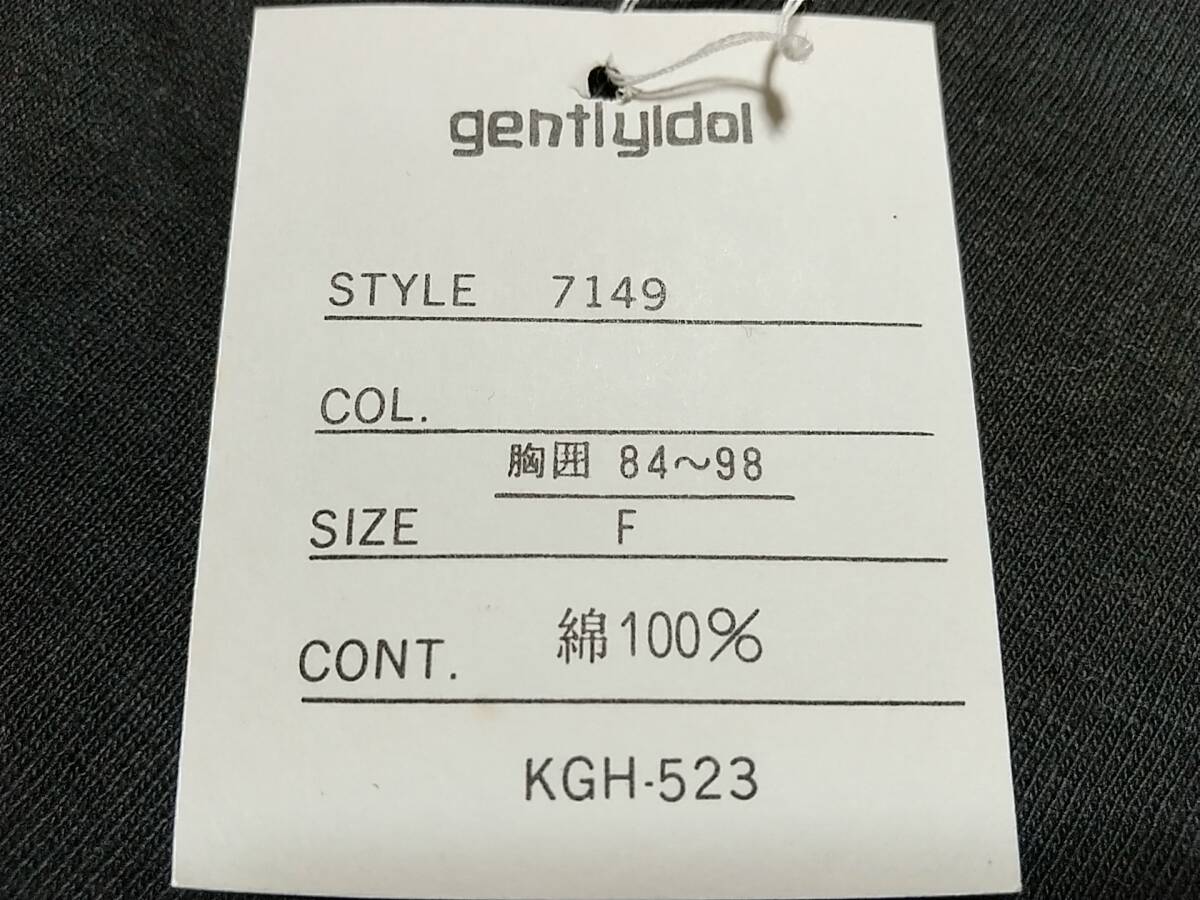 gentlyIdol
STYLE 7149
COL.
胸囲 84～98
SIZE F
CONT. 綿100%
KGH-523